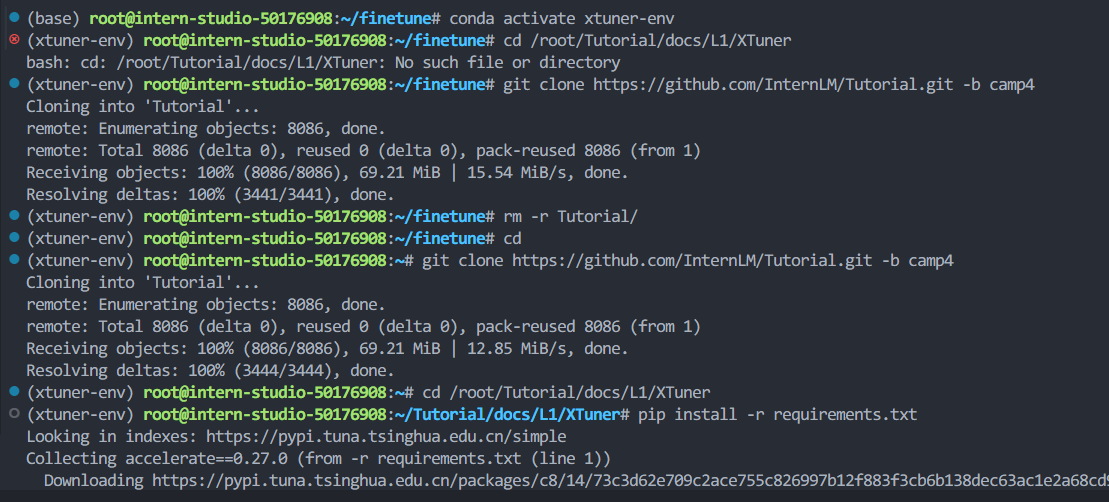 (base) root@intern-studio-50176908:~/finetune# conda activate xtuner-env
(xtuner-env) root@intern-studio-50176908:~/finetune# cd /root/Tutorial/docs/L1/XTuner
bash: cd: /root/Tutorial/docs/L1/XTuner: No such file or directory
(xtuner-env) root@intern-studio-50176908:~/finetune# git clone https://github.com/InternLM/Tutorial.git -b camp4
Cloning into 'Tutorial'...
remote: Enumerating objects: 8086, done.
remote: Total 8086 (delta 0), reused 0 (delta 0), pack-reused 8086 (from 1)
Receiving objects: 100% (8086/8086), 69.21 MiB | 15.54 MiB/s, done.
Resolving deltas: 100% (3441/3441), done.
(xtuner-env) root@intern-studio-50176908:~/finetune# rm -r Tutorial/
(xtuner-env) root@intern-studio-50176908:~/finetune# cd
(xtuner-env) root@intern-studio-50176908:~# git clone https://github.com/InternLM/Tutorial.git -b camp4
Cloning into 'Tutorial'...
remote: Enumerating objects: 8086, done.
remote: Total 8086 (delta 0), reused 0 (delta 0), pack-reused 8086 (from 1)
Receiving objects: 100% (8086/8086), 69.21 MiB | 12.85 MiB/s, done.
Resolving deltas: 100% (3444/3444), done.
(xtuner-env) root@intern-studio-50176908:~# cd /root/Tutorial/docs/L1/XTuner
(xtuner-env) root@intern-studio-50176908:~/Tutorial/docs/L1/XTuner# pip install -r requirements.txt
Looking in indexes: https://pypi.tuna.tsinghua.edu.cn/simple
Collecting accelerate==0.27.0 (from -r requirements.txt (line 1))
Downloading https://pypi.tuna.tsinghua.edu.cn/packages/c8/14/73c3d62e709c2ace755c826997b12f883f3cb6b138dec63ac1e2a68cd